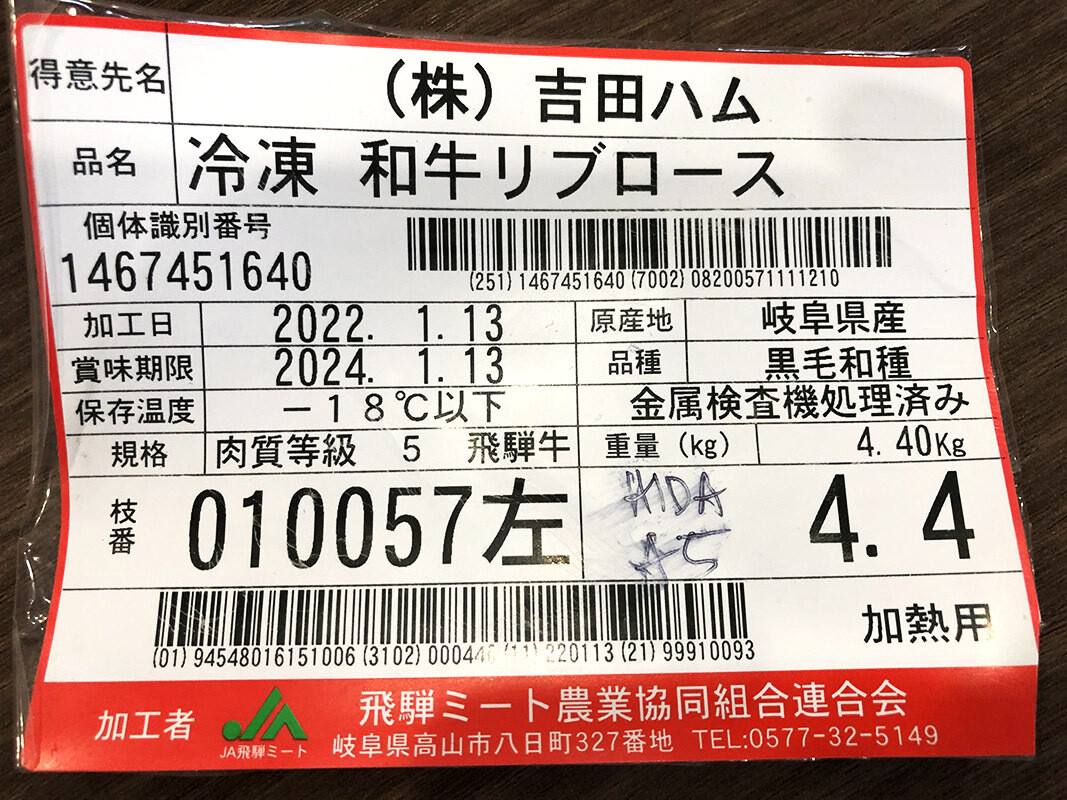 得意先名 （株）吉田ハム
品名 冷凍 和牛リブロース
個体識別番号
1467451640
(251) 1467451640 (7002) 08200571111210
加工日 2022. 1.13 原産地 岐阜県産
賞味期限 2024. 1.13 品種 黒毛和種
保存温度 －１８℃以下 金属検査機処理済み
規格 肉質等級 5 飛騨牛 重量（kg） 4.40Kg
枝番 010057左 HIDA A5 4.4
(01) 94548016151006 (3102) 000440 (11) 220113 (21) 99910093
加熱用
加工者 JA飛騨ミート 飛騨ミート農業協同組合連合会
岐阜県高山市八日町327番地 TEL:0577-32-5149